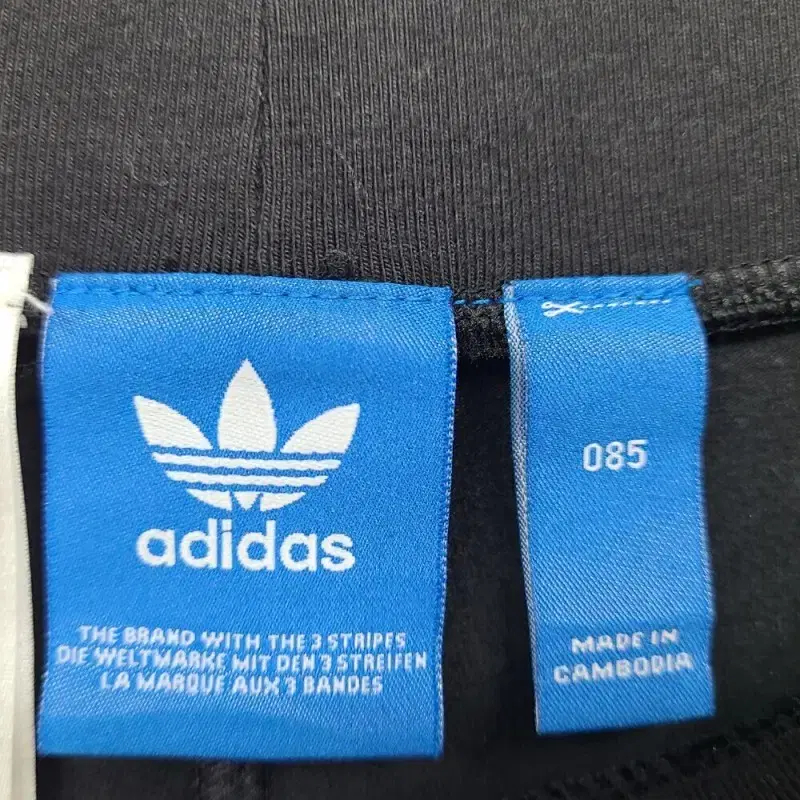 adidas
THE BRAND WITH THE 3 STRIPES
DIE WELTMARKE MIT DEN 3 STREIFEN
LA MARQUE AUX 3 BANDES
085
MADE IN
CAMBODIA